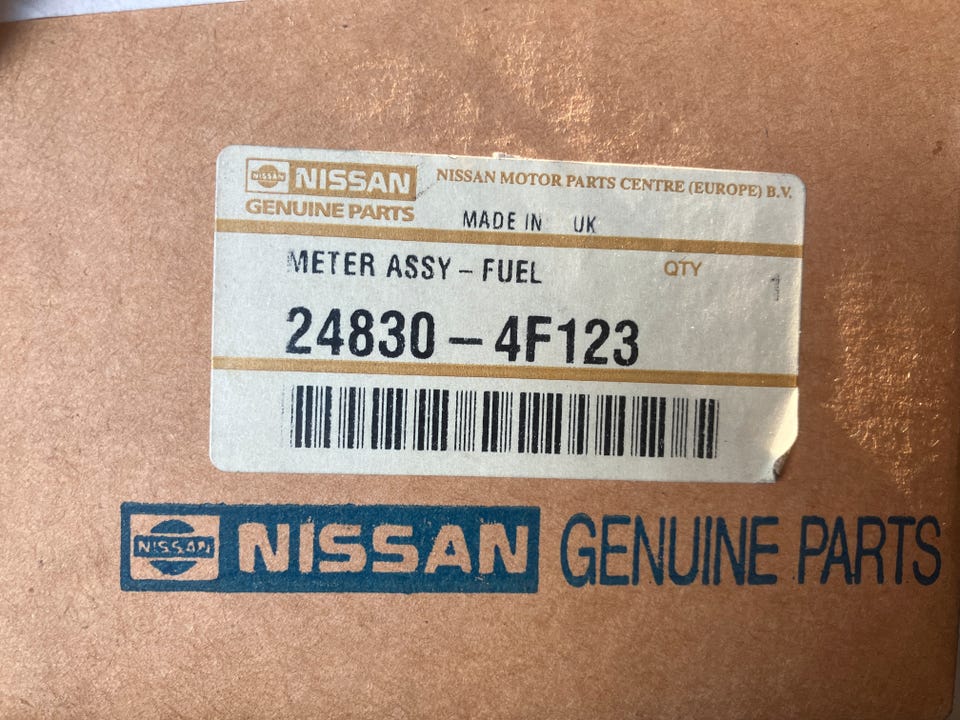 NISSAN NISSAN
GENUINE PARTS
NISSAN MOTOR PARTS CENTRE (EUROPE) B.V.
MADE IN UK
METER ASSY - FUEL
QTY
1
24830 - 4F123
NISSAN NISSAN GENUINE PARTS